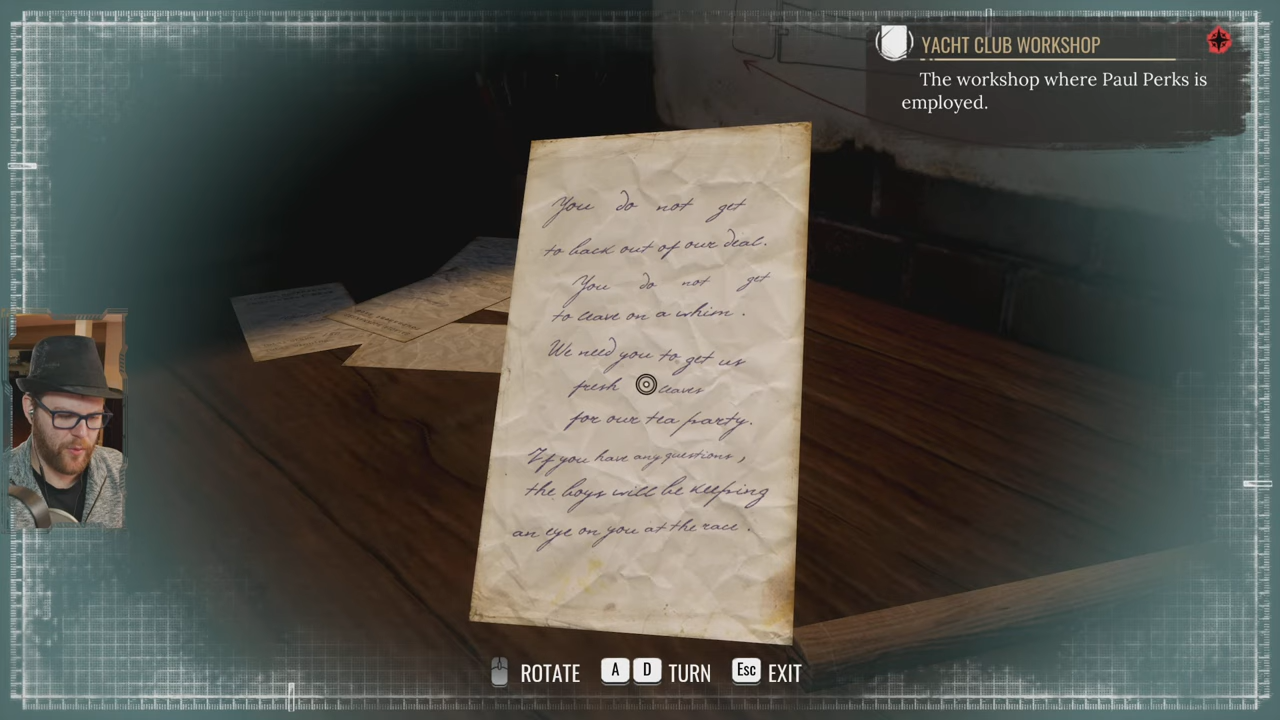 YACHT CLUB WORKSHOP
The workshop where Paul Perks is
employed.
You do not get
to back out of our deal.
You do not get
to leave on a whim.
We need you to get us
fresh leaves
for our tea party.
If you have any questions,
the boys will be keeping
an eye on you at the race.
ROTATE A D TURN Esc EXIT